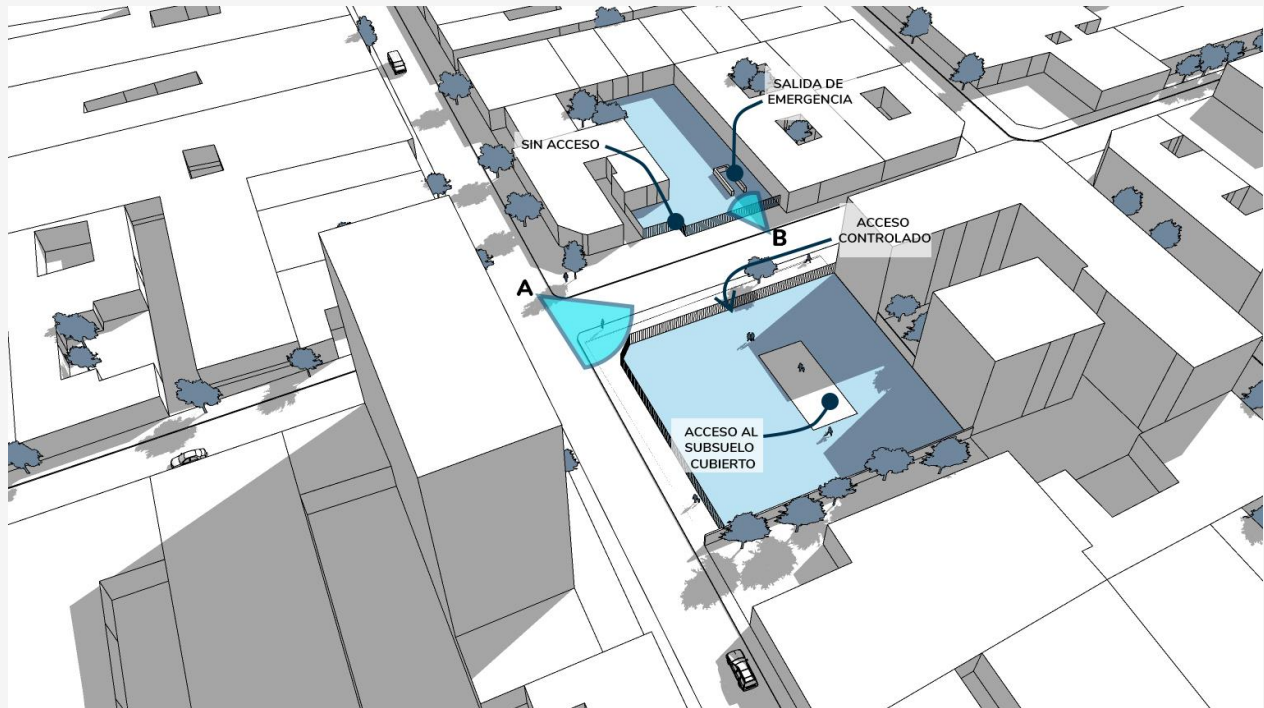 SALIDA DE
EMERGENCIA
SIN ACCESO
ACCESO
CONTROLADO
B
A
ACCESO AL
SUBSUELO
CUBIERTO